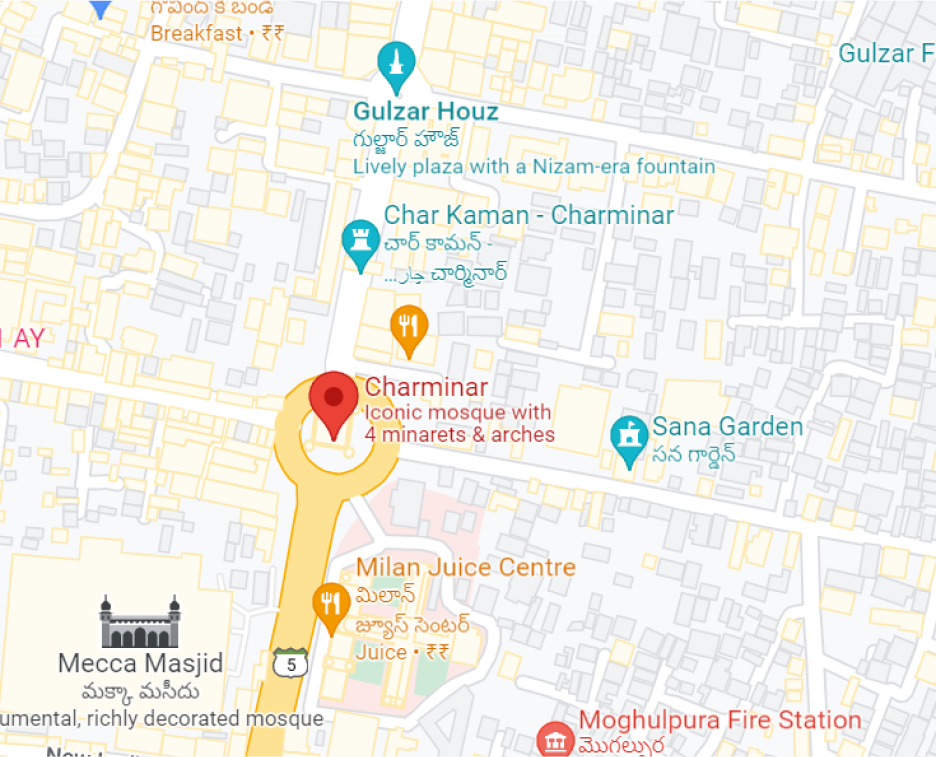 గోవింద్ కి బండి
Breakfast • ₹₹
Gulzar F
Gulzar Houz
గుల్జార్ హౌజ్
Lively plaza with a Nizam-era fountain
Char Kaman - Charminar
చార్ కామన్ -
... چار చార్మినార్
AY
Charminar
Iconic mosque with
4 minarets & arches
Sana Garden
సన గార్డెన్
Milan Juice Centre
మిలాన్
జ్యూస్ సెంటర్
Juice • ₹₹
5
Mecca Masjid
మక్కా మసీదు
umental, richly decorated mosque
Moghulpura Fire Station
మొగల్పుర